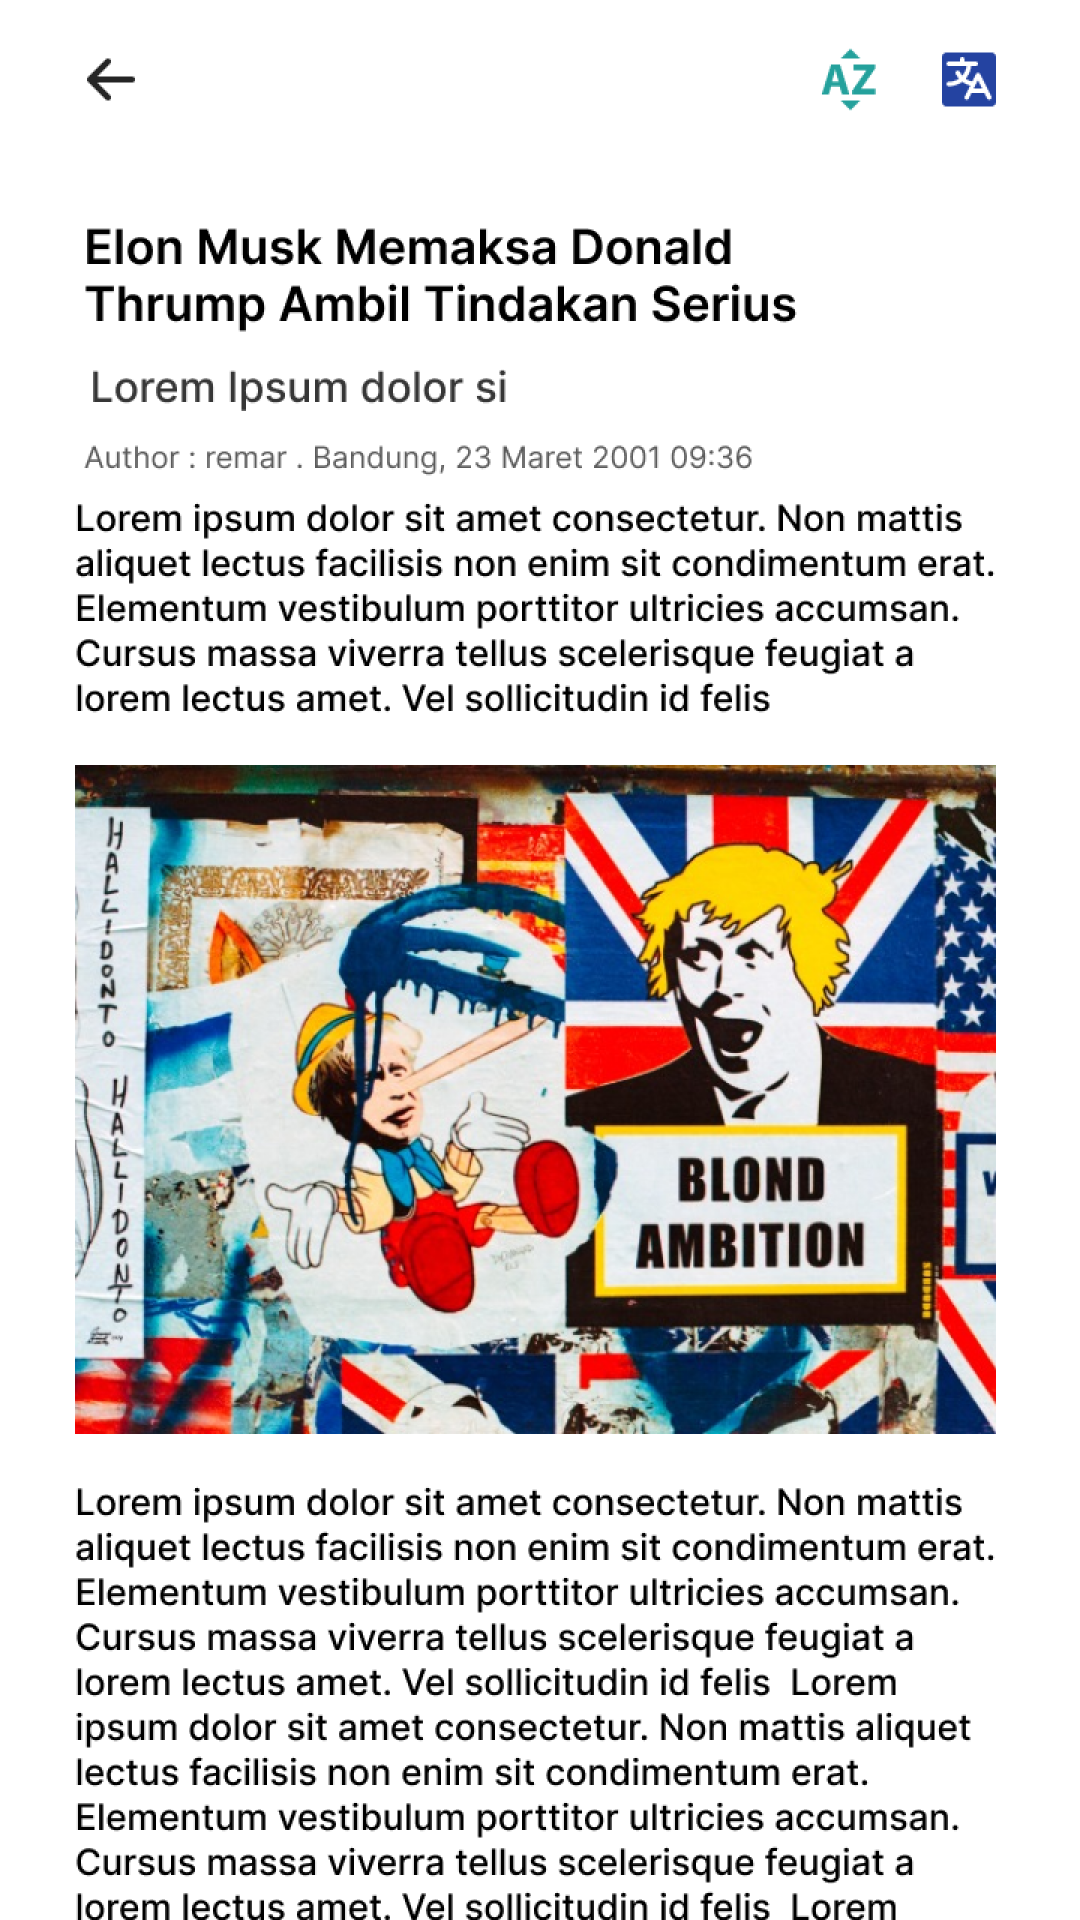 AZ
文A
Elon Musk Memaksa Donald
Thrump Ambil Tindakan Serius
Lorem Ipsum dolor si
Author : remar . Bandung, 23 Maret 2001 09:36
Lorem ipsum dolor sit amet consectetur. Non mattis
aliquet lectus facilisis non enim sit condimentum erat.
Elementum vestibulum porttitor ultricies accumsan.
Cursus massa viverra tellus scelerisque feugiat a
lorem lectus amet. Vel sollicitudin id felis
HALLIDONTO
HALLIDONTO
BLOND
AMBITION
Lorem ipsum dolor sit amet consectetur. Non mattis
aliquet lectus facilisis non enim sit condimentum erat.
Elementum vestibulum porttitor ultricies accumsan.
Cursus massa viverra tellus scelerisque feugiat a
lorem lectus amet. Vel sollicitudin id felis  Lorem
ipsum dolor sit amet consectetur. Non mattis aliquet
lectus facilisis non enim sit condimentum erat.
Elementum vestibulum porttitor ultricies accumsan.
Cursus massa viverra tellus scelerisque feugiat a
lorem lectus amet. Vel sollicitudin id felis  Lorem